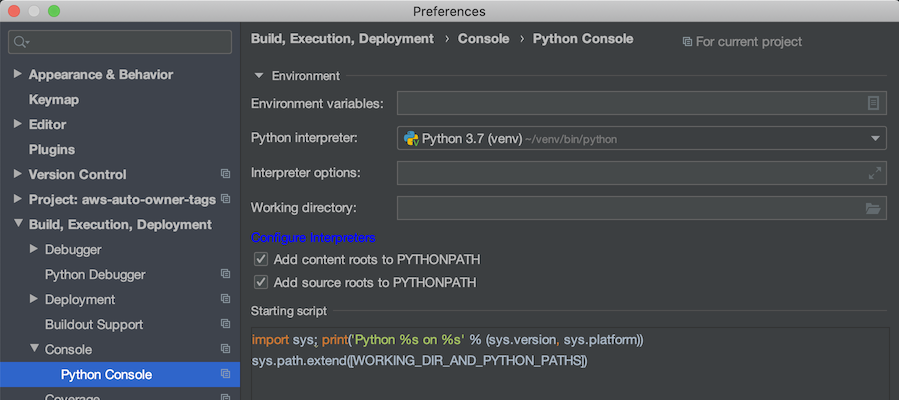 Preferences
Build, Execution, Deployment › Console › Python Console For current project
Appearance & Behavior
Keymap
Editor
Plugins
Version Control
Project: aws-auto-owner-tags
Build, Execution, Deployment
Debugger
Python Debugger
Deployment
Buildout Support
Console
Python Console
Coverage
Environment
Environment variables:
Python interpreter: Python 3.7 (venv) ~/venv/bin/python
Interpreter options:
Working directory:
Configure Interpreters
Add content roots to PYTHONPATH
Add source roots to PYTHONPATH
Starting script
import sys; print('Python %s on %s' % (sys.version, sys.platform))
sys.path.extend([WORKING_DIR_AND_PYTHON_PATHS])